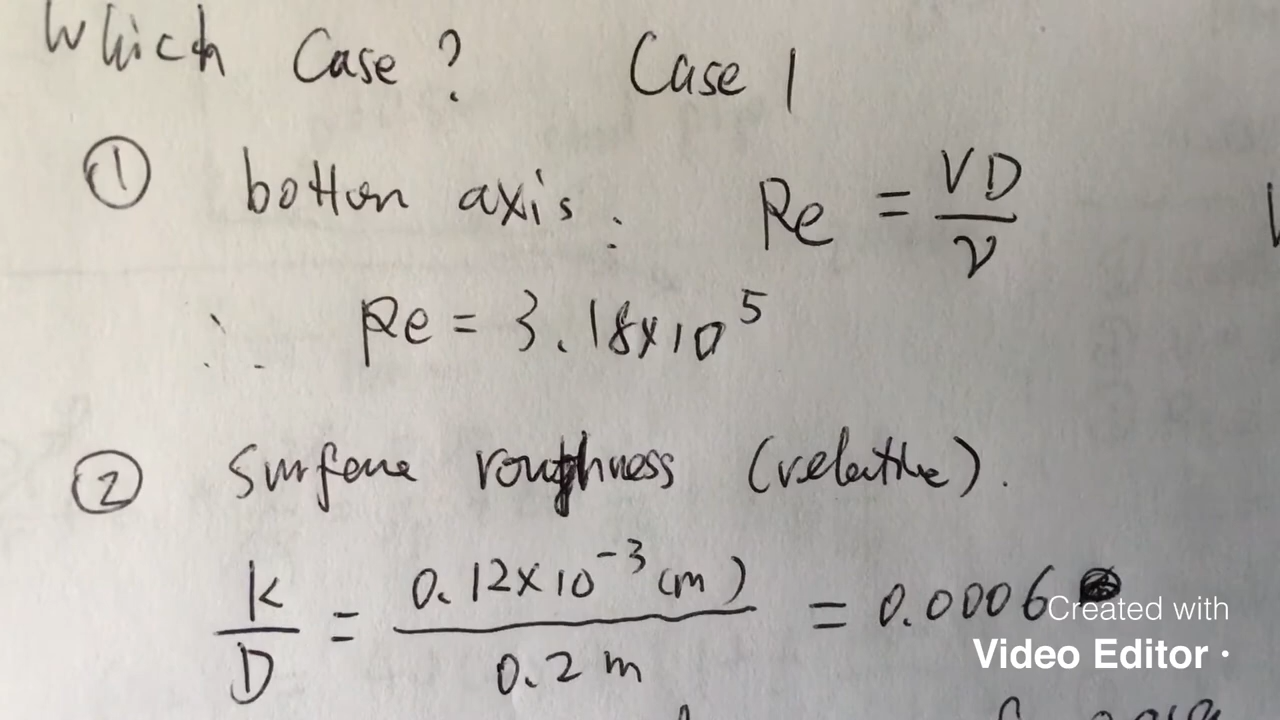 Which Case? Case 1
① bottom axis: Re = VD/ν
∴ Re = 3.18×10^5
② Surface roughness (relative).
K/D = 0.12×10^-3 (m) / 0.2 m = 0.0006
Created with
Video Editor